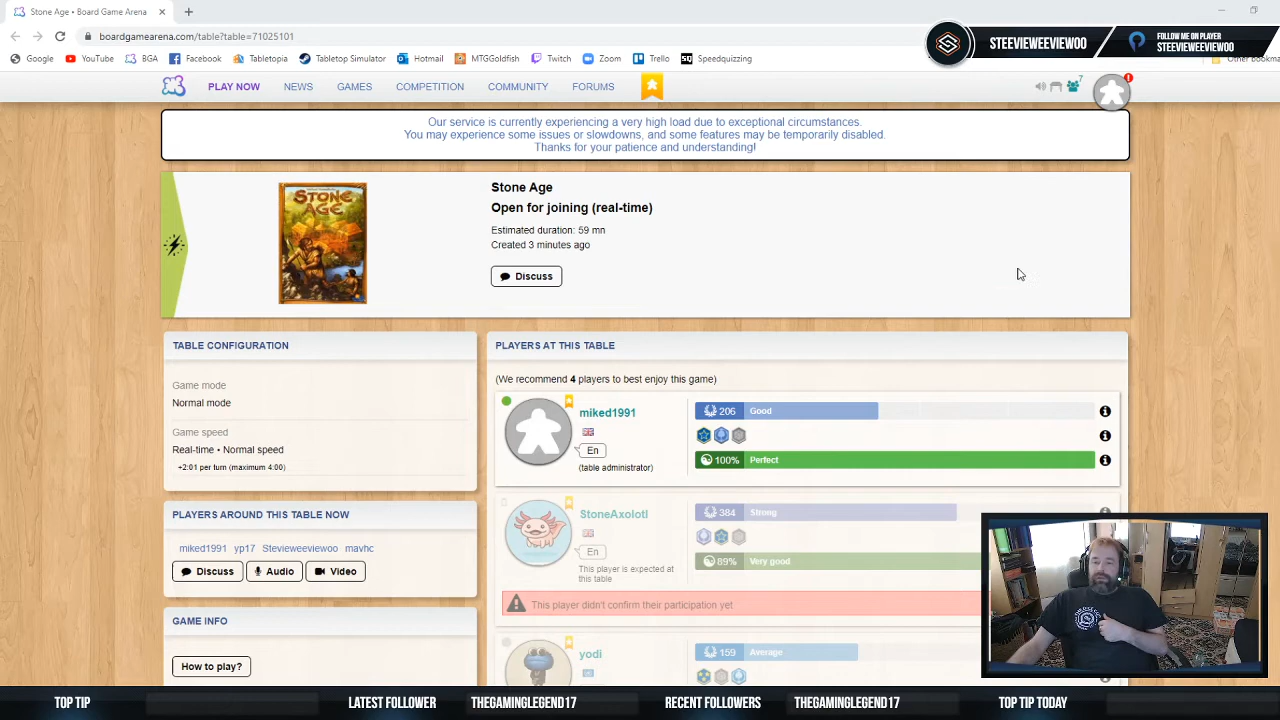 Stone Age • Board Game Arena
boardgamearena.com/table?table=71025101
Google YouTube BGA Facebook Tabletopia Tabletop Simulator Hotmail MTGGoldfish Twitch Zoom Trello Speedquizzing
Other bookma
STEEVIEWEEVIEWOO
FOLLOW ME ON PLAYER
STEEVIEWEEVIEWOO
PLAY NOW NEWS GAMES COMPETITION COMMUNITY FORUMS
7
Our service is currently experiencing a very high load due to exceptional circumstances.
You may experience some issues or slowdowns, and some features may be temporarily disabled.
Thanks for your patience and understanding!
STONE AGE
Stone Age
Open for joining (real-time)
Estimated duration: 59 mn
Created 3 minutes ago
Discuss
TABLE CONFIGURATION
Game mode
Normal mode
Game speed
Real-time • Normal speed
+2:01 per turn (maximum 4:00)
PLAYERS AROUND THIS TABLE NOW
miked1991 yp17 Stevieweeviewoo mavhc
Discuss Audio Video
GAME INFO
How to play?
PLAYERS AT THIS TABLE
(We recommend 4 players to best enjoy this game)
miked1991
En
(table administrator)
206 Good
100% Perfect
StoneAxolotl
En
This player is expected at
this table
384 Strong
89% Very good
This player didn't confirm their participation yet
yodi
159 Average
TOP TIP LATEST FOLLOWER THEGAMINGLEGEND17 RECENT FOLLOWERS THEGAMINGLEGEND17 TOP TIP TODAY